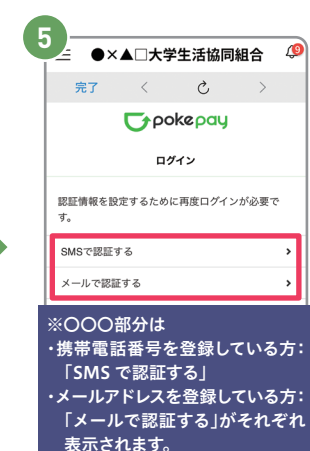 5
●×▲□大学生活協同組合
9
完了
pokepay
ログイン
認証情報を設定するために再度ログインが必要で
す。
SMSで認証する
メールで認証する
※〇〇〇部分は
・携帯電話番号を登録している方：
「SMS で認証する」
・メールアドレスを登録している方：
「メールで認証する」がそれぞれ
表示されます。